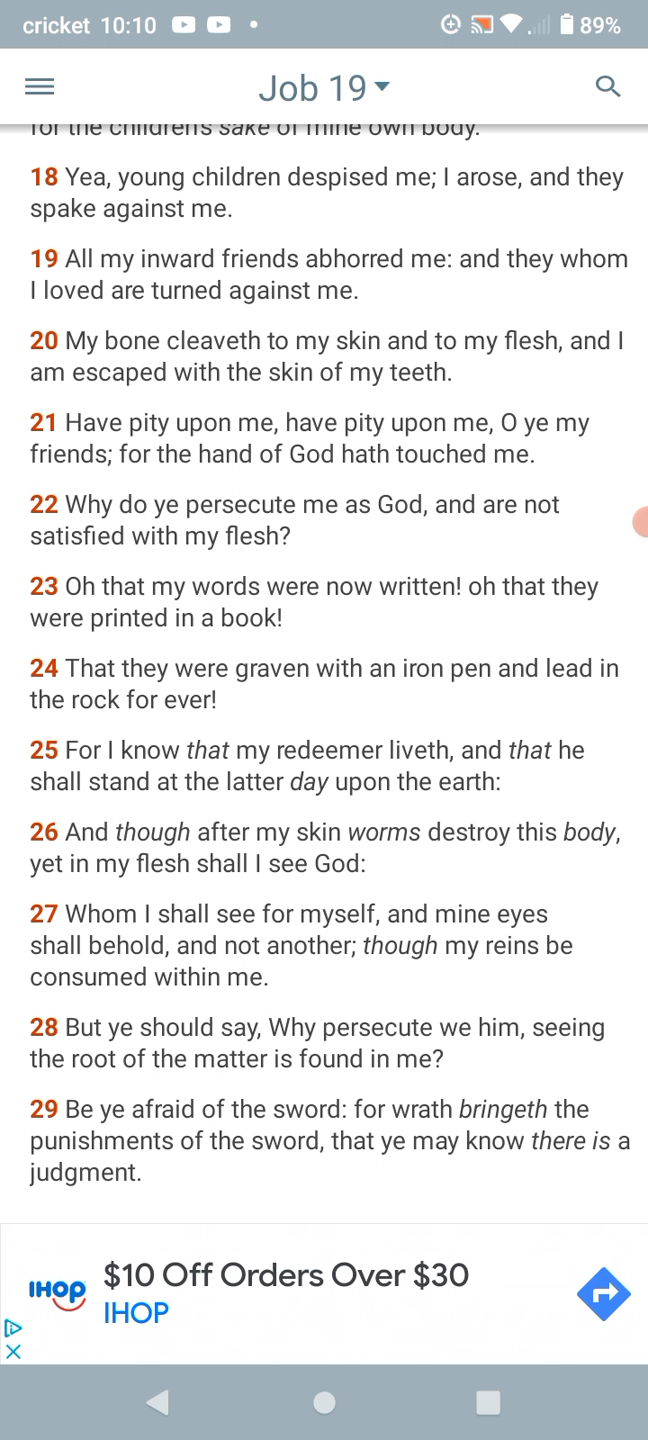 cricket 10:10
89%
Job 19
for the children's sake of mine own body.
18 Yea, young children despised me; I arose, and they
spake against me.
19 All my inward friends abhorred me: and they whom
I loved are turned against me.
20 My bone cleaveth to my skin and to my flesh, and I
am escaped with the skin of my teeth.
21 Have pity upon me, have pity upon me, O ye my
friends; for the hand of God hath touched me.
22 Why do ye persecute me as God, and are not
satisfied with my flesh?
23 Oh that my words were now written! oh that they
were printed in a book!
24 That they were graven with an iron pen and lead in
the rock for ever!
25 For I know that my redeemer liveth, and that he
shall stand at the latter day upon the earth:
26 And though after my skin worms destroy this body,
yet in my flesh shall I see God:
27 Whom I shall see for myself, and mine eyes
shall behold, and not another; though my reins be
consumed within me.
28 But ye should say, Why persecute we him, seeing
the root of the matter is found in me?
29 Be ye afraid of the sword: for wrath bringeth the
punishments of the sword, that ye may know there is a
judgment.
IHOP
$10 Off Orders Over $30
IHOP